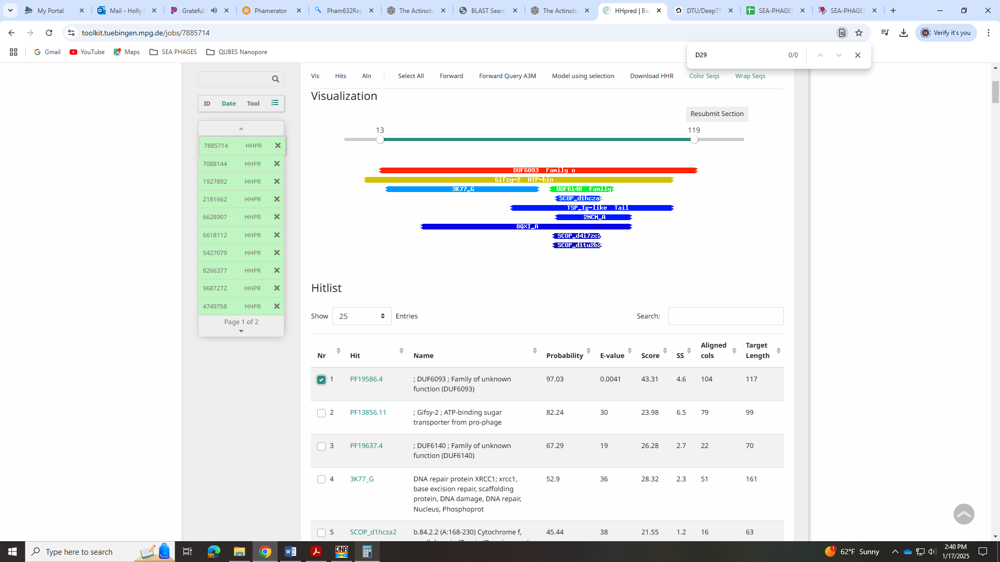 My Portal
Mail - Holly N
Grateful
Phamerator
Pham632Rep
The Actinoba
BLAST Searc
The Actinoba
HHpred | Bio
DTU/DeepTM
SEA-PHAGES
SEA-PHAGES
toolkit.tuebingen.mpg.de/jobs/7885714
Verify it's you
Gmail
YouTube
Maps
SEA PHAGES
QUBES Nanopore
D29
0/0
Vis
Hits
Aln
Select All
Forward
Forward Query A3M
Model using selection
Download HHR
Color Seqs
Wrap Seqs
ID
Date
Tool
7885714 HHPR
7088144 HHPR
1927892 HHPR
2181662 HHPR
6628907 HHPR
6618112 HHPR
5427079 HHPR
8266377 HHPR
9687272 HHPR
4749758 HHPR
Page 1 of 2
Visualization
Resubmit Section
13
119
DUF6093 Family o
Gifsy-2 ATP-bin
3K77_G
DUF6140 Family
SCOP_d1hcza2
TSP_Ig-like Tail
2MCM_A
8QXI_A
SCOP_d4i7zc2
SCOP_d1tu2b2
Hitlist
Show 25 Entries
Search:
Nr Hit Name Probability E-value Score SS Aligned cols Target Length
1 PF19586.4 ; DUF6093 ; Family of unknown 97.03 0.0041 43.31 4.6 104 117
function (DUF6093)
2 PF13856.11 ; Gifsy-2 ; ATP-binding sugar 82.24 30 23.98 6.5 79 99
transporter from pro-phage
3 PF19637.4 ; DUF6140 ; Family of unknown 67.29 19 26.28 2.7 22 70
function (DUF6140)
4 3K77_G DNA repair protein XRCC1; xrcc1, 52.9 36 28.32 2.3 51 161
base excision repair, scaffolding
protein, DNA damage, DNA repair,
Nucleus, Phosphoprot
5 SCOP_d1hcza2 b.84.2.2 (A:168-230) Cytochrome f, 45.44 38 21.55 1.2 16 63
Type here to search
DNA
62°F Sunny
2:40 PM
1/17/2025